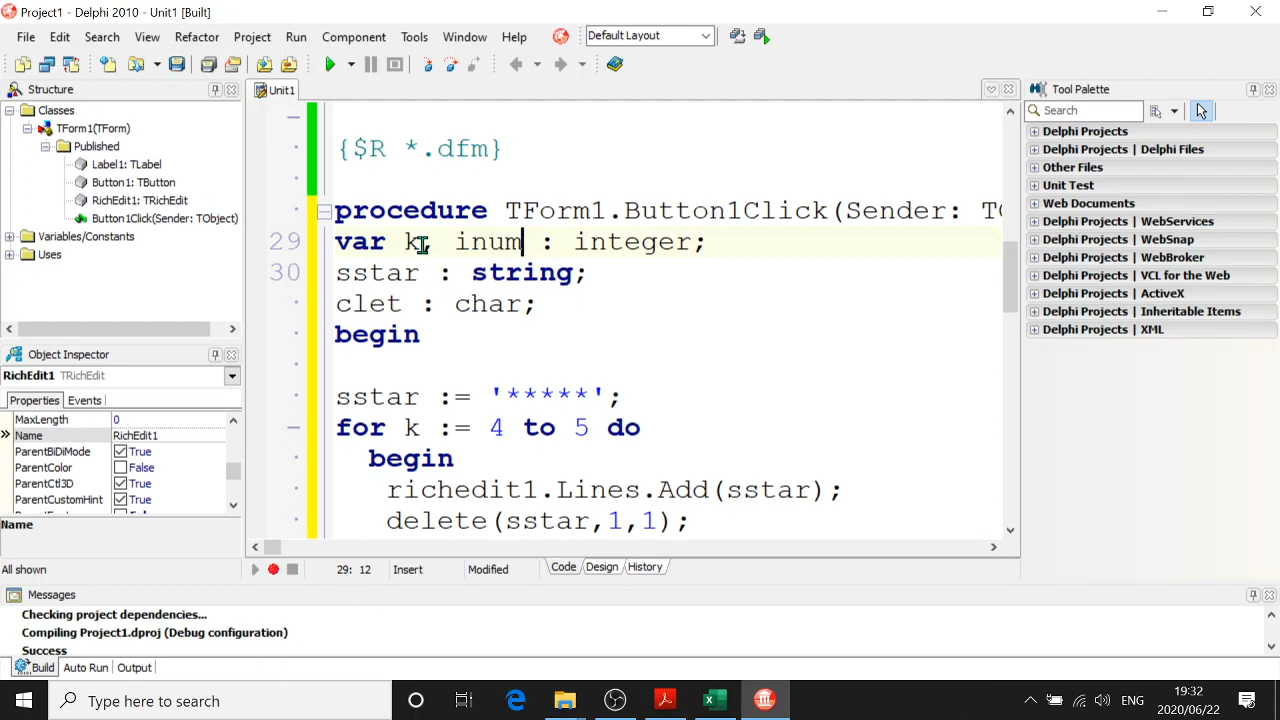 Project1 - Delphi 2010 - Unit1 [Built]
File Edit Search View Refactor Project Run Component Tools Window Help Default Layout
Structure
Classes
TForm1(TForm)
Published
Label1: TLabel
Button1: TButton
RichEdit1: TRichEdit
Button1Click(Sender: TObject)
Variables/Constants
Uses
Object Inspector
RichEdit1 TRichEdit
Properties Events
MaxLength 0
Name RichEdit1
ParentBiDiMode True
ParentColor False
ParentCtl3D True
ParentCustomHint True
True
Name
All shown
Unit1
{$R *.dfm}
procedure TForm1.Button1Click(Sender: TO
29 var k, inum : integer;
30 sstar : string;
clet : char;
begin
sstar := '*****';
for k := 4 to 5 do
begin
richedit1.Lines.Add(sstar);
delete(sstar,1,1);
29: 12 Insert Modified Code Design History
Tool Palette
Search
Delphi Projects
Delphi Projects | Delphi Files
Other Files
Unit Test
Web Documents
Delphi Projects | WebServices
Delphi Projects | WebSnap
Delphi Projects | WebBroker
Delphi Projects | VCL for the Web
Delphi Projects | ActiveX
Delphi Projects | Inheritable Items
Delphi Projects | XML
Messages
Checking project dependencies...
Compiling Project1.dproj (Debug configuration)
Success
Build Auto Run Output
Type here to search
ENG
19:32
2020/06/22